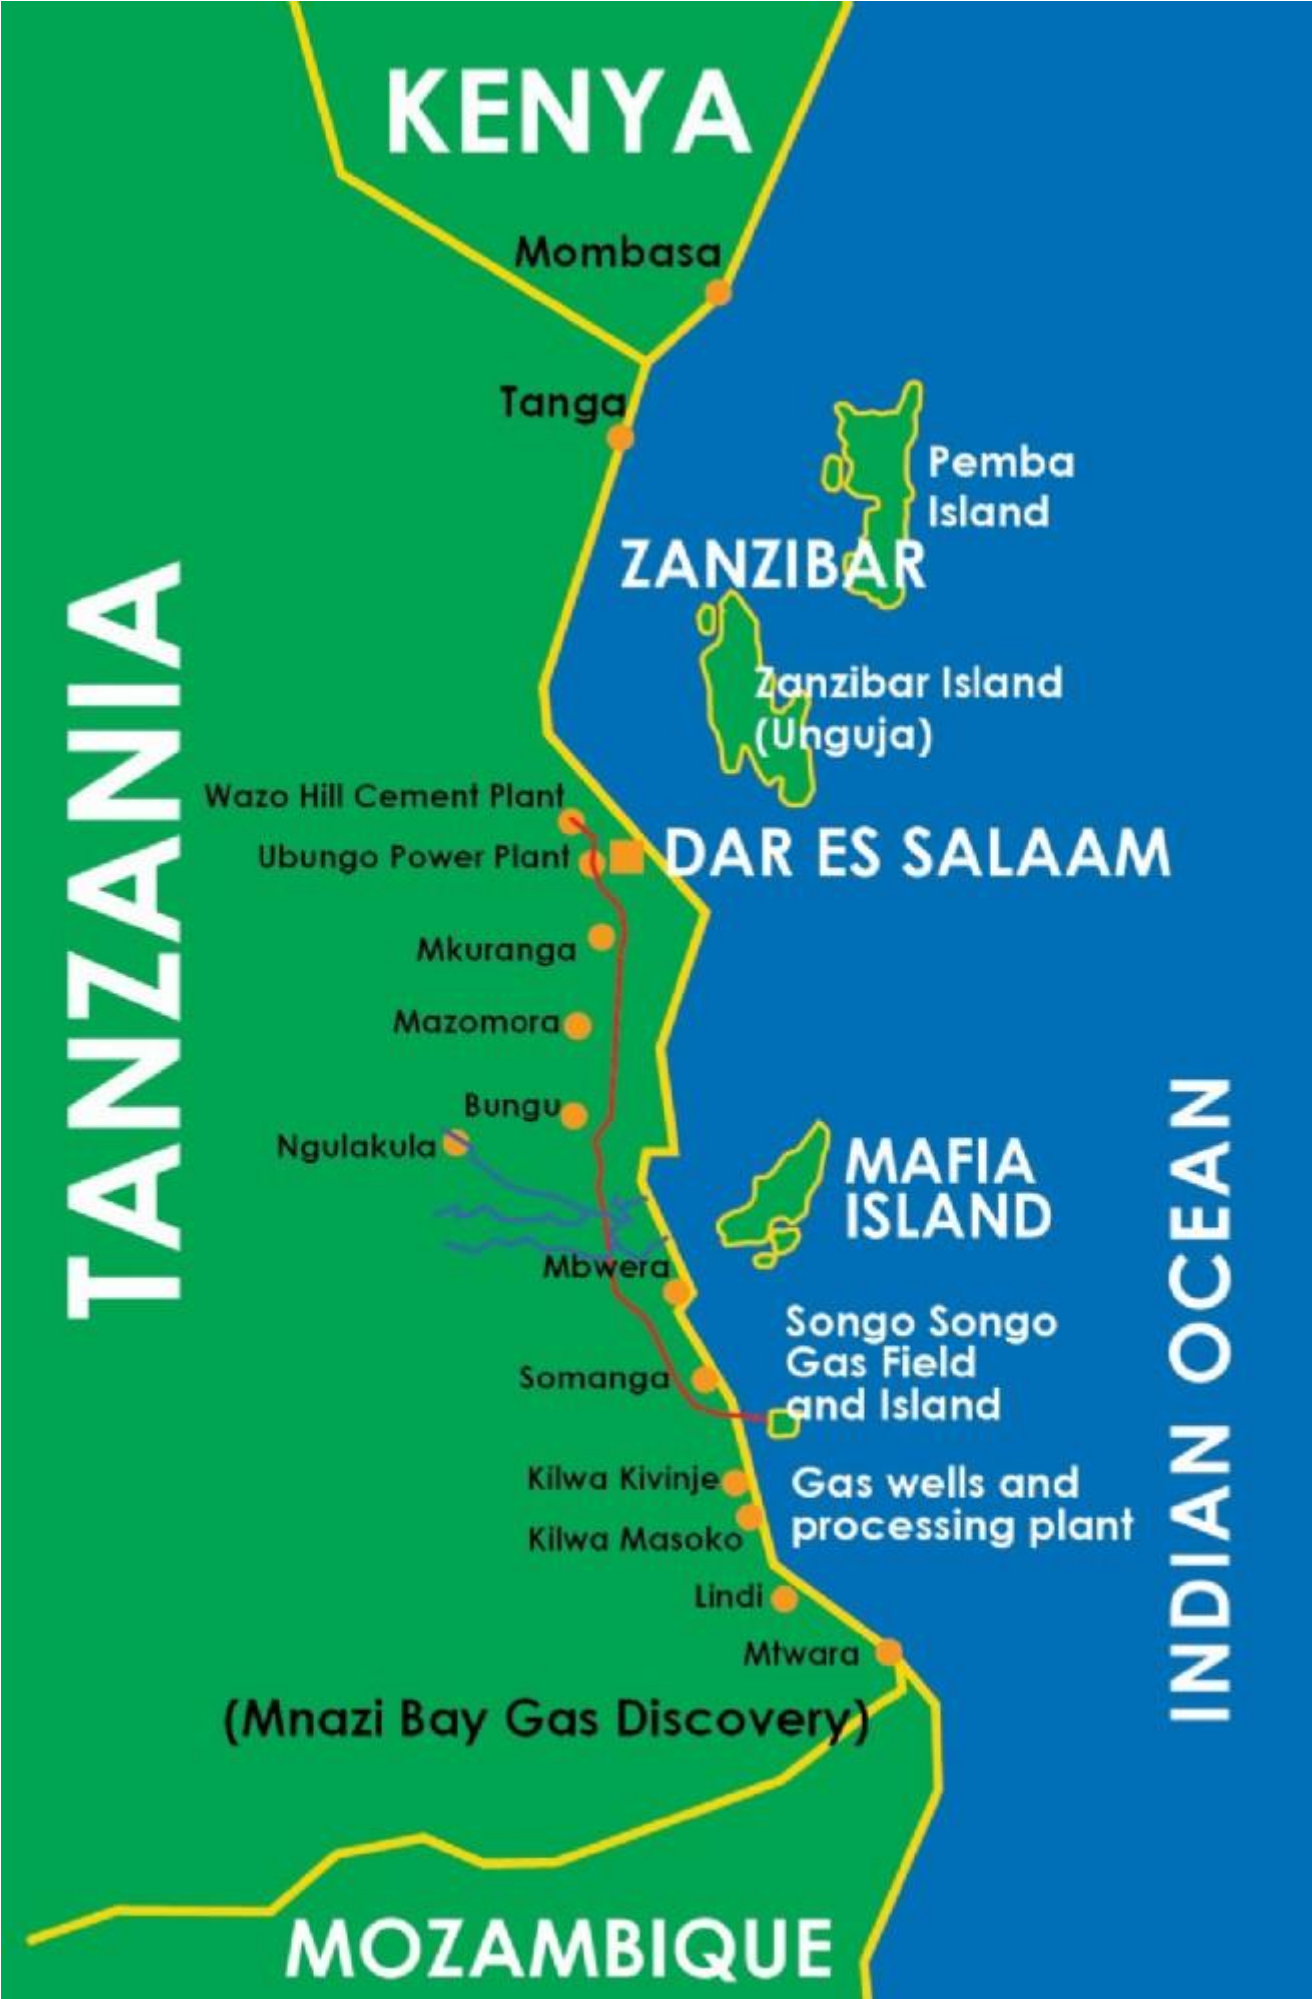 KENYA
Mombasa
Tanga
Pemba
Island
ZANZIBAR
TANZANIA
Zanzibar Island
(Unguja)
Wazo Hill Cement Plant
Ubungo Power Plant
DAR ES SALAAM
Mkuranga
Mazomora
Bungu
Ngulakula
MAFIA
ISLAND
INDIAN OCEAN
Mbwera
Songo Songo
Gas Field
and Island
Somanga
Kilwa Kivinje
Gas wells and
processing plant
Kilwa Masoko
Lindi
Mtwara
(Mnazi Bay Gas Discovery)
MOZAMBIQUE